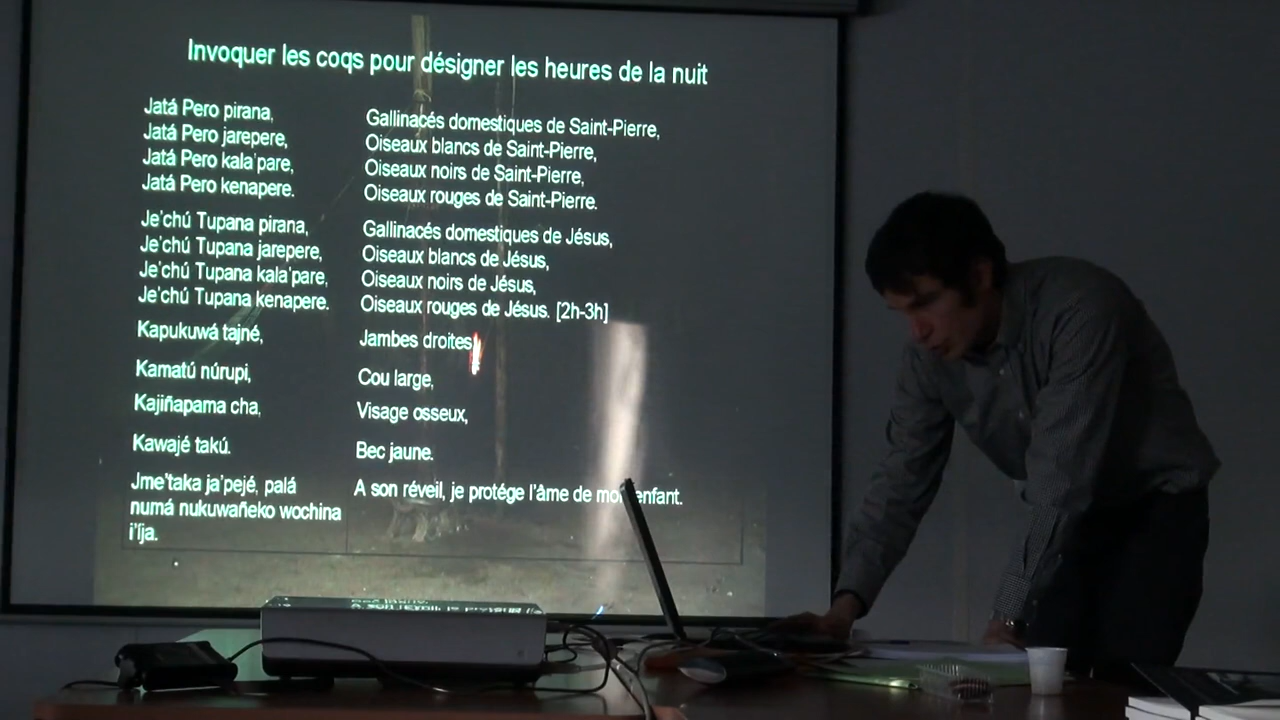 Invoquer les coqs pour désigner les heures de la nuit
Jatá Pero pirana,
Jatá Pero jarepere,
Jatá Pero kala'pare,
Jatá Pero kenapere.
Gallinacés domestiques de Saint-Pierre,
Oiseaux blancs de Saint-Pierre,
Oiseaux noirs de Saint-Pierre,
Oiseaux rouges de Saint-Pierre.
Je'chú Tupana pirana,
Je'chú Tupana jarepere,
Je'chú Tupana kala'pare,
Je'chú Tupana kenapere.
Gallinacés domestiques de Jésus,
Oiseaux blancs de Jésus,
Oiseaux noirs de Jésus,
Oiseaux rouges de Jésus. [2h-3h]
Kapukuwá tajné,
Jambes droites
Kamatú núrupi,
Cou large,
Kajiñapama cha,
Visage osseux,
Kawajé takú.
Bec jaune.
Jme'taka ja'pejé, palá
numá nukuwañeko wochina
i'íja.
A son réveil, je protége l'âme de mon enfant.